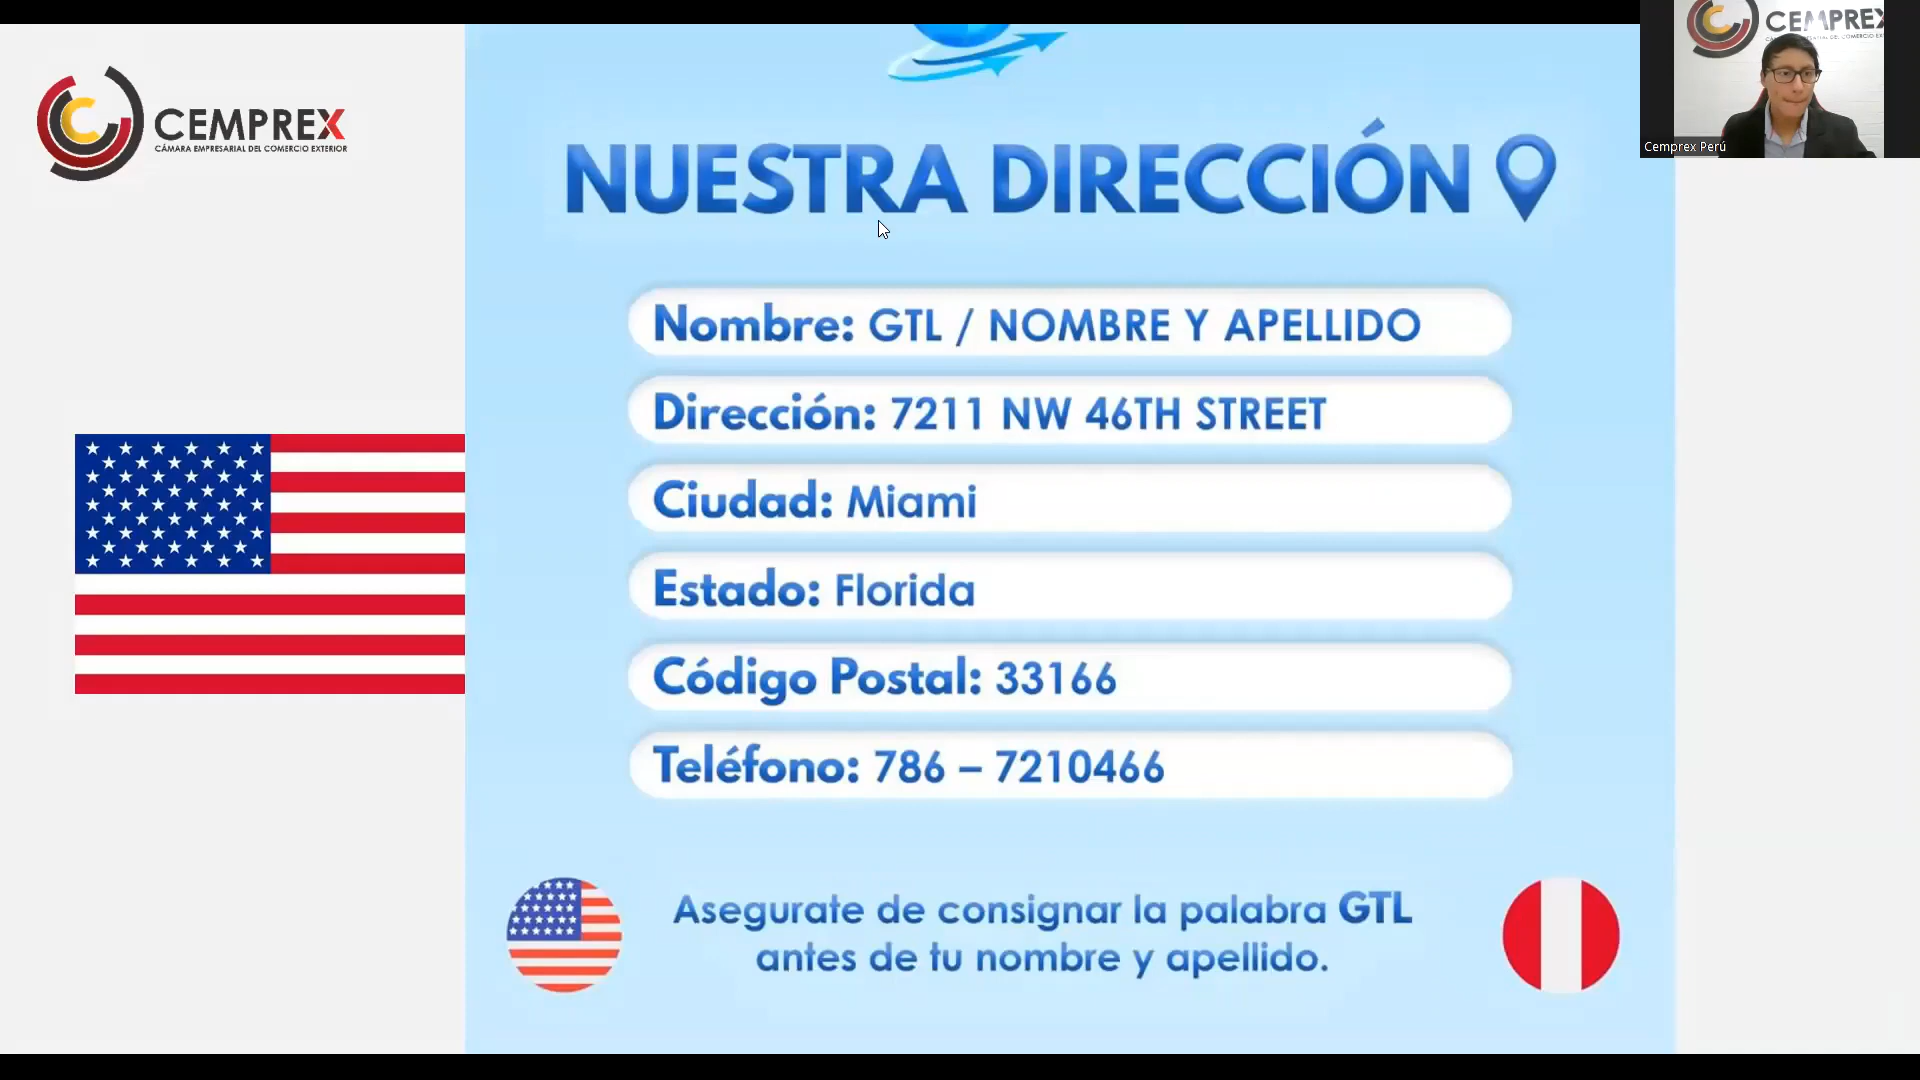 CEMPREX
CÁMARA EMPRESARIAL DEL COMERCIO EXTERIOR
CEMPREX
Cemprex Perú
NUESTRA DIRECCIÓN
Nombre: GTL / NOMBRE Y APELLIDO
Dirección: 7211 NW 46TH STREET
Ciudad: Miami
Estado: Florida
Código Postal: 33166
Teléfono: 786 – 7210466
Asegurate de consignar la palabra GTL
antes de tu nombre y apellido.